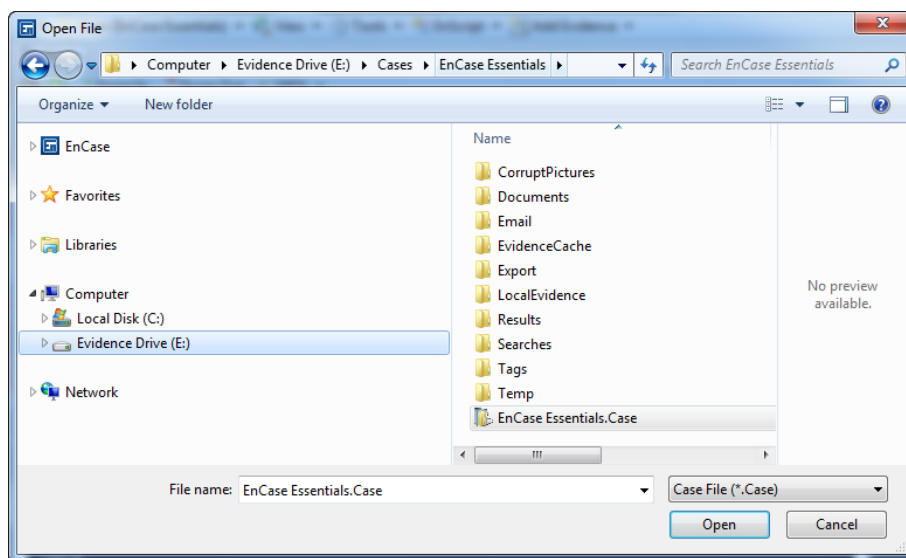 Open File
Computer Evidence Drive (E:) Cases EnCase Essentials Search EnCase Essentials
Organize New folder
EnCase
Favorites
Libraries
Computer
Local Disk (C:)
Evidence Drive (E:)
Network
Name
CorruptPictures
Documents
Email
EvidenceCache
Export
LocalEvidence
Results
Searches
Tags
Temp
EnCase Essentials.Case
No preview
available.
File name: EnCase Essentials.Case Case File (*.Case)
Open Cancel